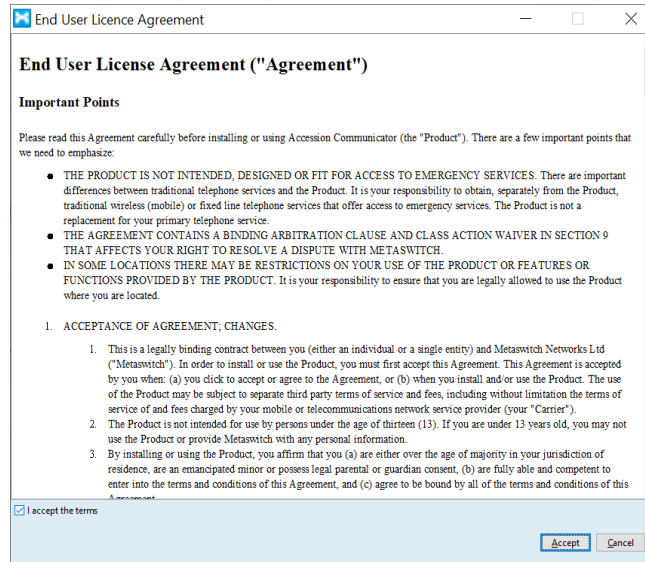 End User Licence Agreement
End User License Agreement ("Agreement")
Important Points
Please read this Agreement carefully before installing or using Accession Communicator (the "Product"). There are a few important points that
we need to emphasize:
THE PRODUCT IS NOT INTENDED, DESIGNED OR FIT FOR ACCESS TO EMERGENCY SERVICES. There are important
differences between traditional telephone services and the Product. It is your responsibility to obtain, separately from the Product,
traditional wireless (mobile) or fixed line telephone services that offer access to emergency services. The Product is not a
replacement for your primary telephone service.
THE AGREEMENT CONTAINS A BINDING ARBITRATION CLAUSE AND CLASS ACTION WAIVER IN SECTION 9
THAT AFFECTS YOUR RIGHT TO RESOLVE A DISPUTE WITH METASWITCH.
IN SOME LOCATIONS THERE MAY BE RESTRICTIONS ON YOUR USE OF THE PRODUCT OR FEATURES OR
FUNCTIONS PROVIDED BY THE PRODUCT. It is your responsibility to ensure that you are legally allowed to use the Product
where you are located.
1. ACCEPTANCE OF AGREEMENT; CHANGES.
1. This is a legally binding contract between you (either an individual or a single entity) and Metaswitch Networks Ltd
("Metaswitch"). In order to install or use the Product, you must first accept this Agreement. This Agreement is accepted
by you when: (a) you click to accept or agree to the Agreement, or (b) when you install and/or use the Product. The use
of the Product may be subject to separate third party terms of service and fees, including without limitation the terms of
service of and fees charged by your mobile or telecommunications network service provider (your "Carrier").
2. The Product is not intended for use by persons under the age of thirteen (13). If you are under 13 years old, you may not
use the Product or provide Metaswitch with any personal information.
3. By installing or using the Product, you affirm that you (a) are either over the age of majority in your jurisdiction of
residence, are an emancipated minor or possess legal parental or guardian consent, (b) are fully able and competent to
enter into the terms and conditions of this Agreement, and (c) agree to be bound by all of the terms and conditions of this
Agreement
I accept the terms
Accept Cancel